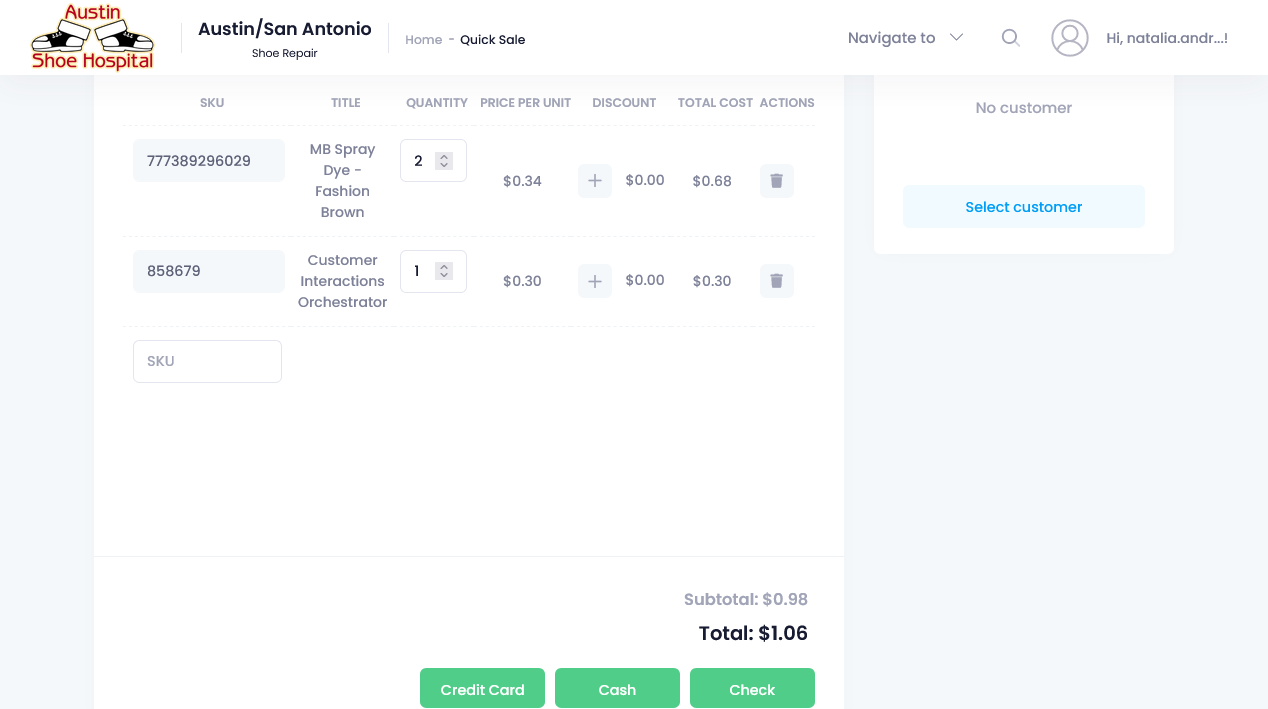 Austin
Shoe Hospital
Austin/San Antonio
Shoe Repair
Home - Quick Sale
Navigate to
Hi, natalia.andr...!
SKU TITLE QUANTITY PRICE PER UNIT DISCOUNT TOTAL COST ACTIONS
777389296029
MB Spray
Dye -
Fashion
Brown
2
$0.34
$0.00
$0.68
858679
Customer
Interactions
Orchestrator
1
$0.30
$0.00
$0.30
SKU
Subtotal: $0.98
Total: $1.06
Credit Card
Cash
Check
No customer
Select customer